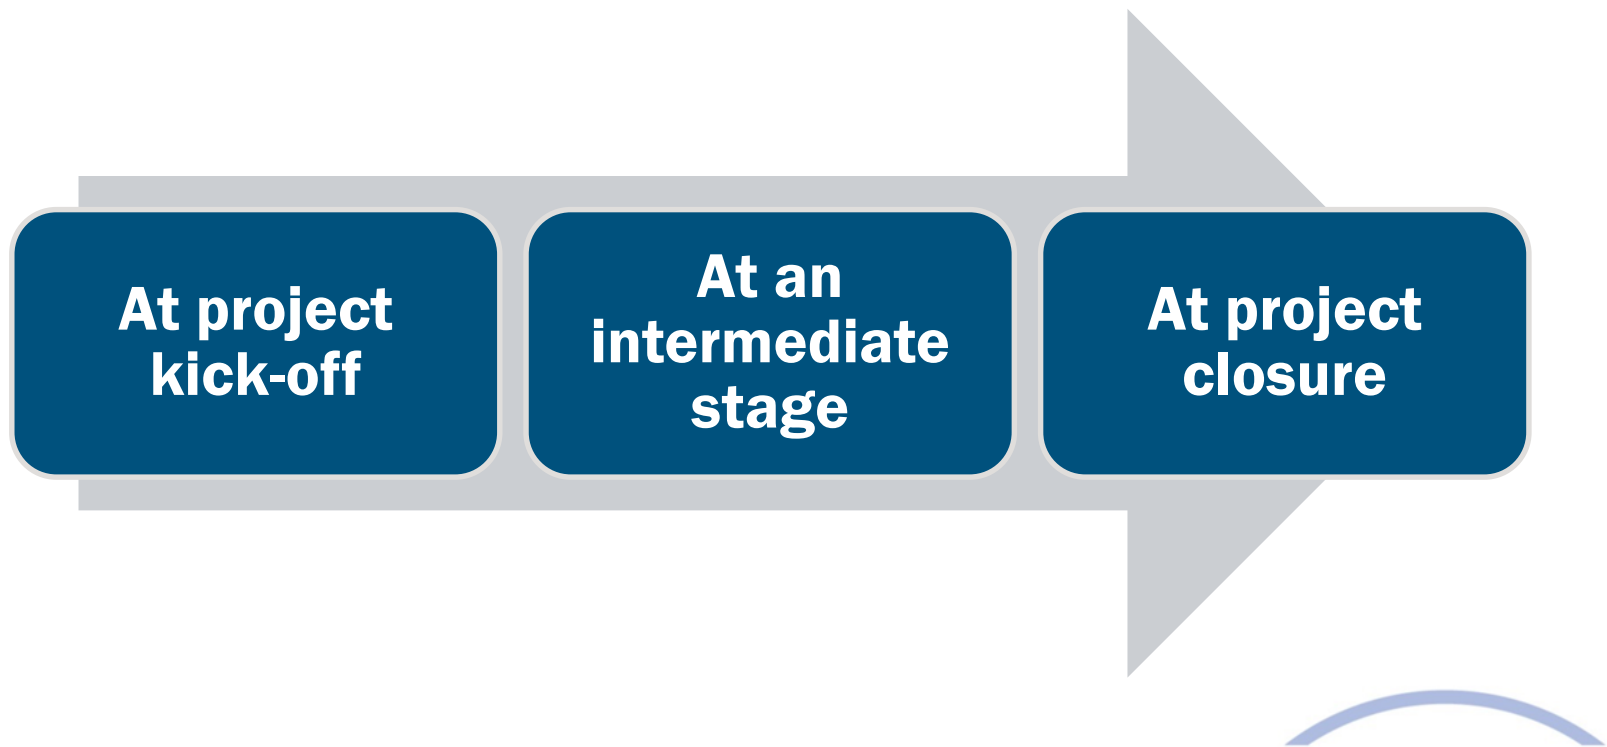 At project
kick-off
At an
intermediate
stage
At project
closure